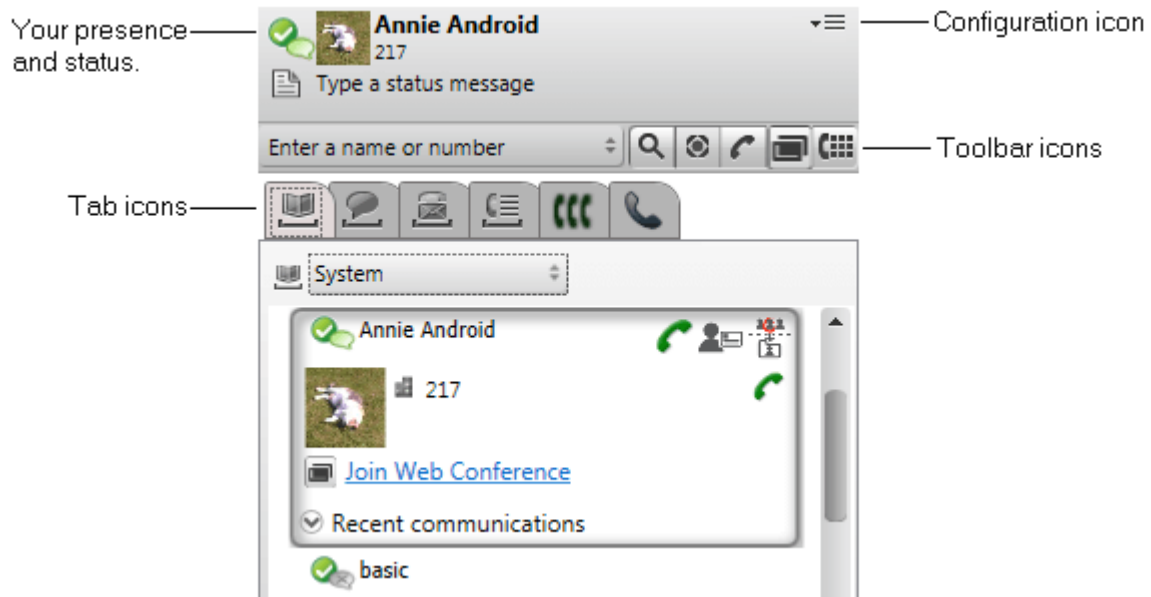 Your presence
and status.
Annie Android
217
Type a status message
Configuration icon
Enter a name or number
Toolbar icons
Tab icons
System
Annie Android
217
Join Web Conference
Recent communications
basic